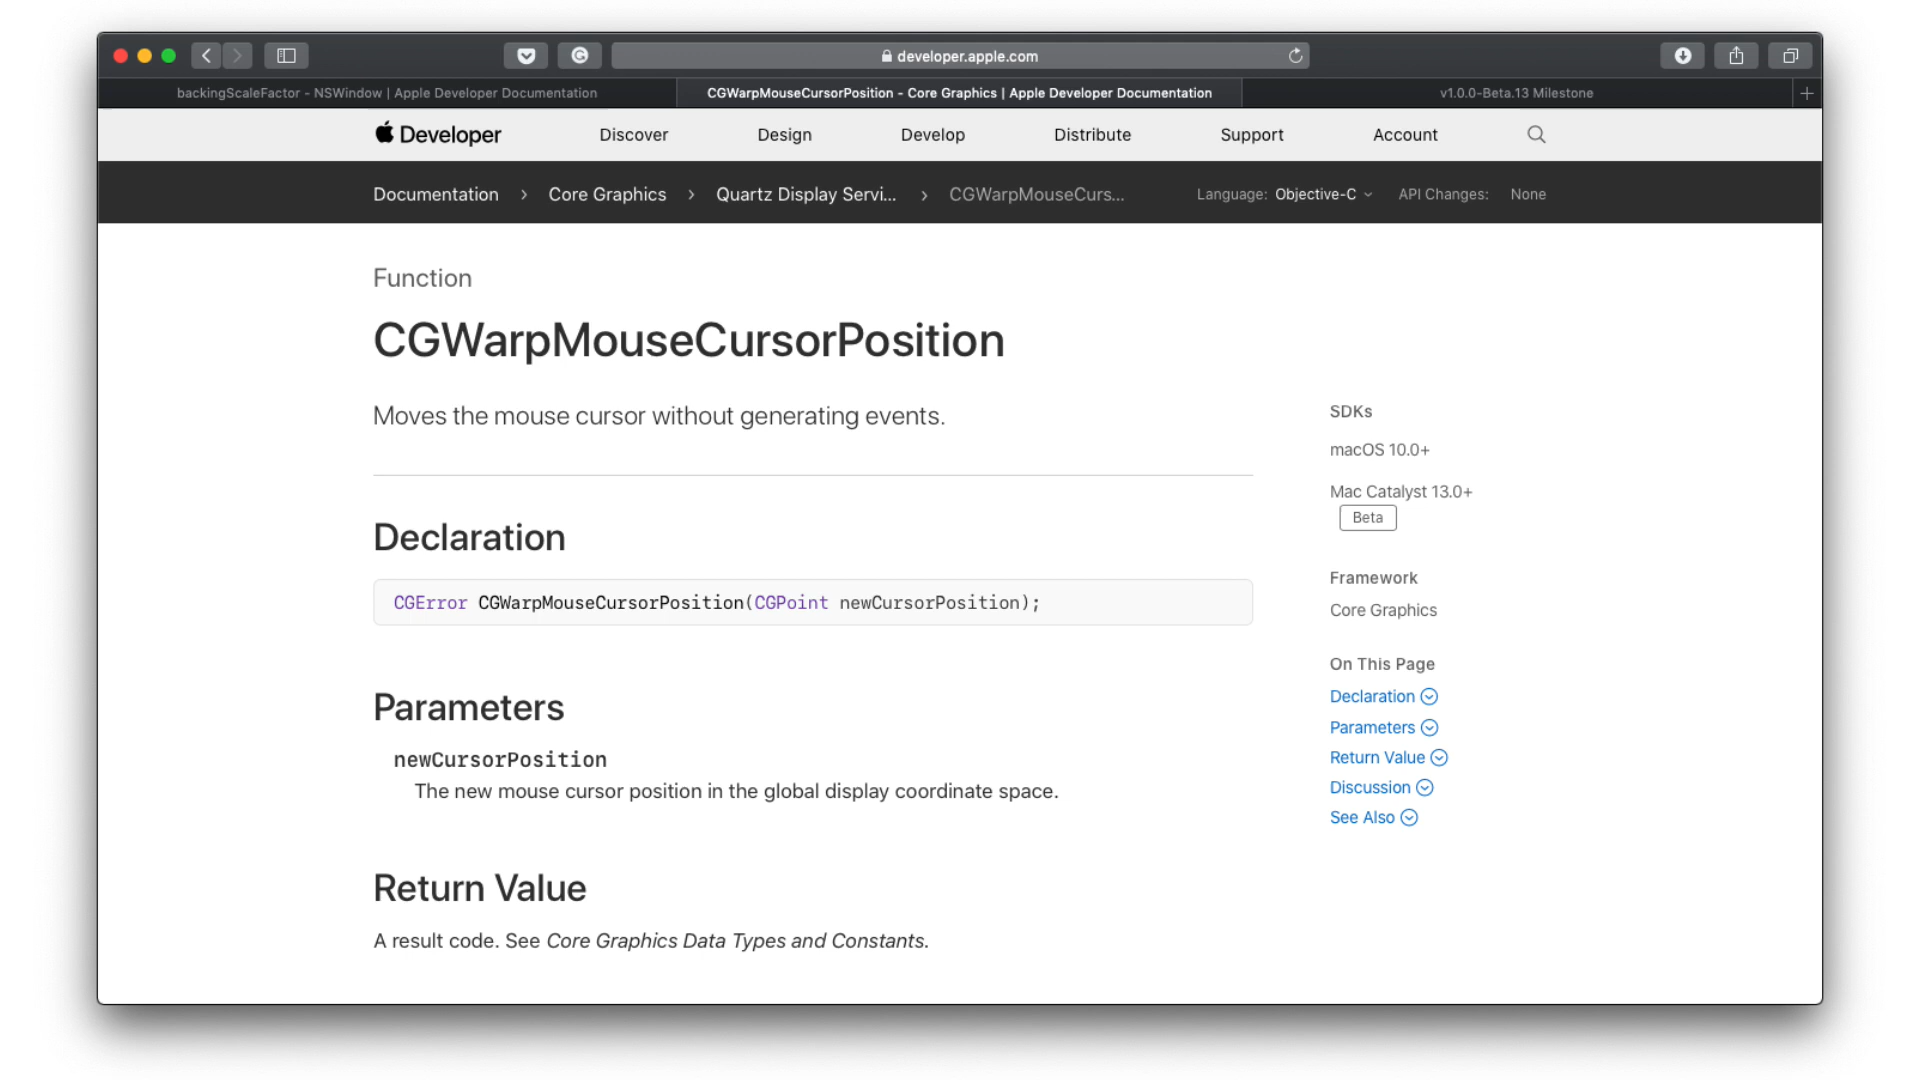 developer.apple.com
backingScaleFactor - NSWindow | Apple Developer Documentation
CGWarpMouseCursorPosition - Core Graphics | Apple Developer Documentation
v1.0.0-Beta.13 Milestone
Developer
Discover
Design
Develop
Distribute
Support
Account
Documentation
Core Graphics
Quartz Display Servi...
CGWarpMouseCurs...
Language: Objective-C
API Changes: None
Function
CGWarpMouseCursorPosition
Moves the mouse cursor without generating events.
SDKs
macOS 10.0+
Mac Catalyst 13.0+
Beta
Declaration
CGError CGWarpMouseCursorPosition(CGPoint newCursorPosition);
Framework
Core Graphics
On This Page
Declaration
Parameters
Return Value
Discussion
See Also
Parameters
newCursorPosition
The new mouse cursor position in the global display coordinate space.
Return Value
A result code. See Core Graphics Data Types and Constants.